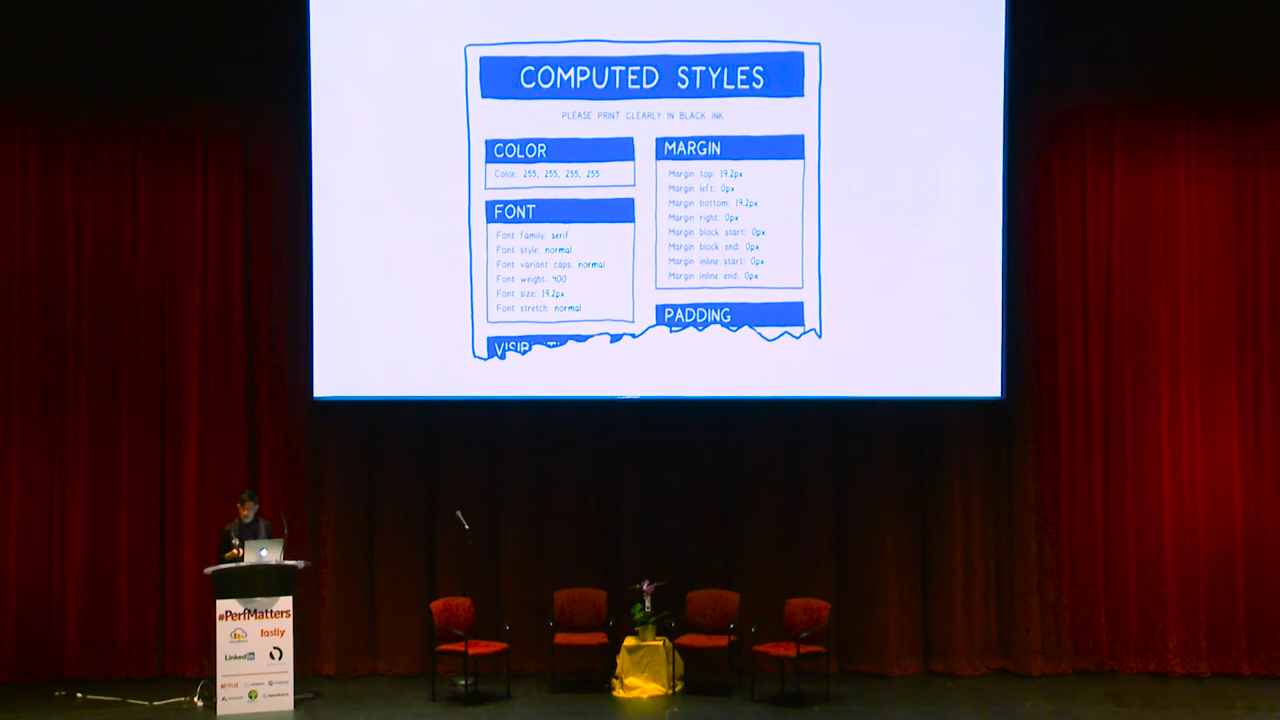 COMPUTED STYLES
PLEASE PRINT CLEARLY IN BLACK INK
COLOR
Color: 255, 255, 255, 255
FONT
Font family: serif
Font style: normal
Font variant caps: normal
Font weight: 400
Font size: 19.2px
Font stretch: normal
MARGIN
Margin top: 19.2px
Margin left: 0px
Margin bottom: 19.2px
Margin right: 0px
Margin block start: 0px
Margin block end: 0px
Margin inline start: 0px
Margin inline end: 0px
PADDING
#PerfMatters
fastly
LinkedIn
NETFLIX